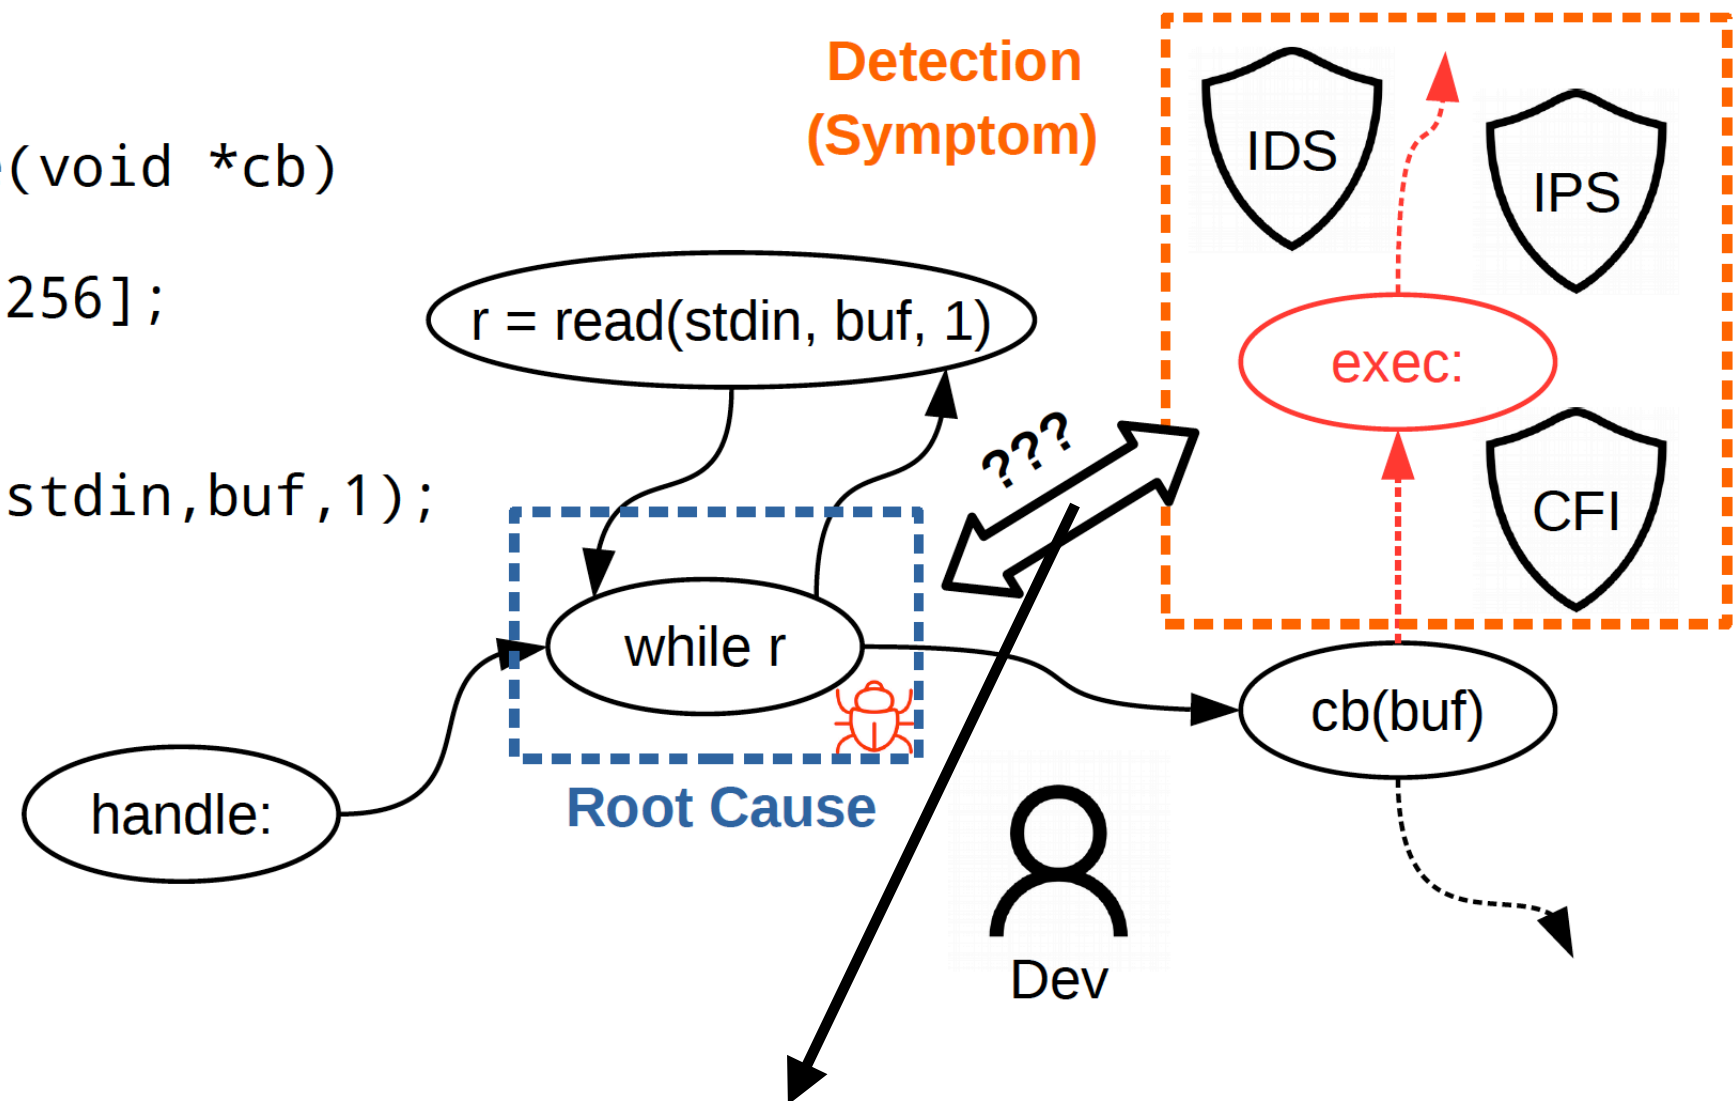 Detection
(Symptom)
IDS
IPS
(void *cb)
256];
r = read(stdin, buf, 1)
exec:
???
stdin,buf,1);
CFI
while r
cb(buf)
Root Cause
handle:
Dev